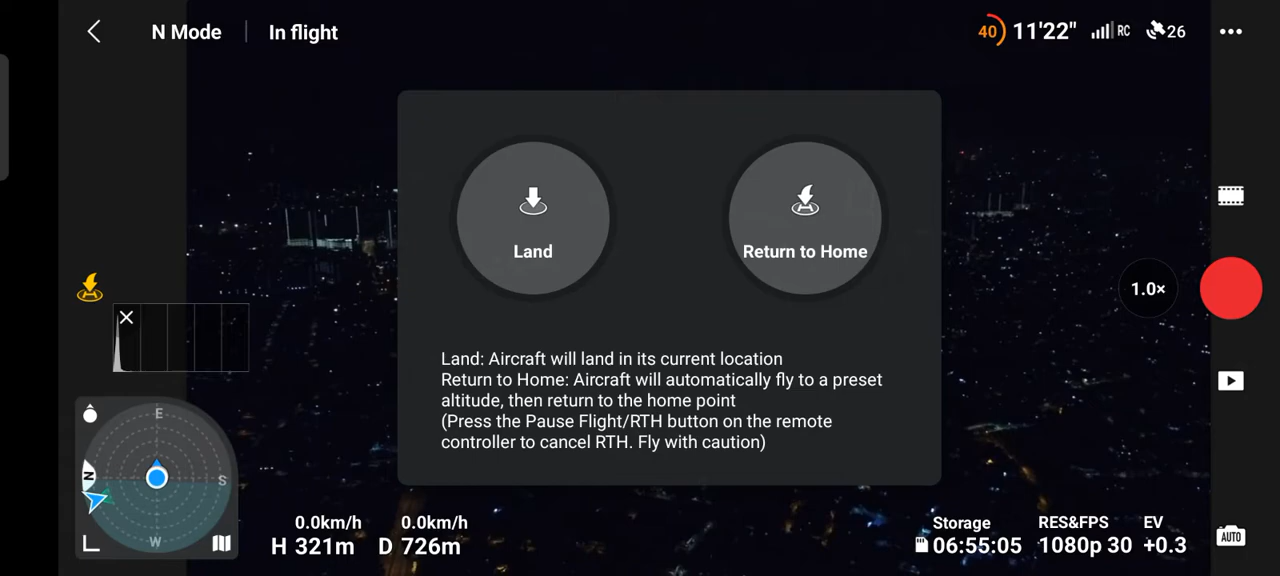 N Mode | In flight
40 11'22" RC 26
Land
Return to Home
1.0×
Land: Aircraft will land in its current location
Return to Home: Aircraft will automatically fly to a preset
altitude, then return to the home point
(Press the Pause Flight/RTH button on the remote
controller to cancel RTH. Fly with caution)
E
N
S
W
0.0km/h 0.0km/h
H 321m D 726m
Storage RES&FPS EV
06:55:05 1080p 30 +0.3
AUTO